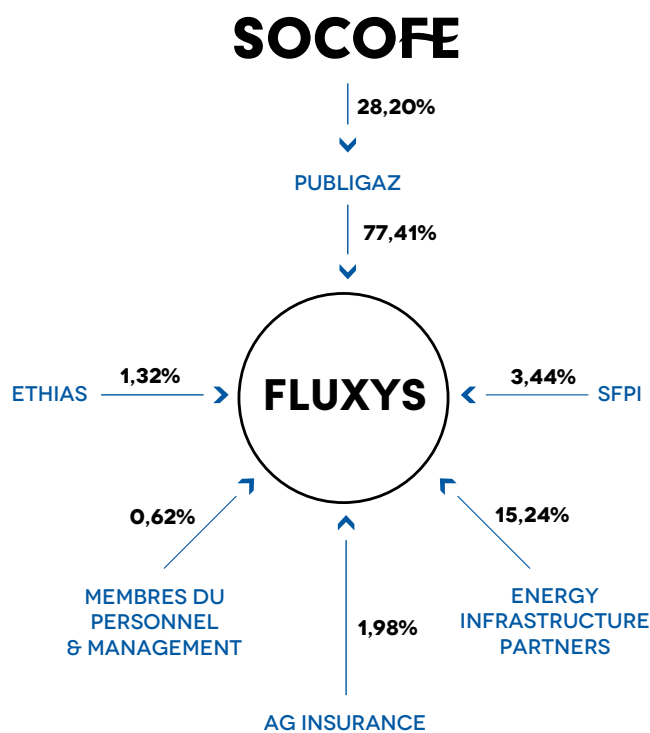 SOCOFE
28,20%
PUBLIGAZ
77,41%
ETHIAS
1,32%
FLUXYS
3,44%
SFPI
0,62%
15,24%
MEMBRES DU
PERSONNEL
& MANAGEMENT
1,98%
ENERGY
INFRASTRUCTURE
PARTNERS
AG INSURANCE